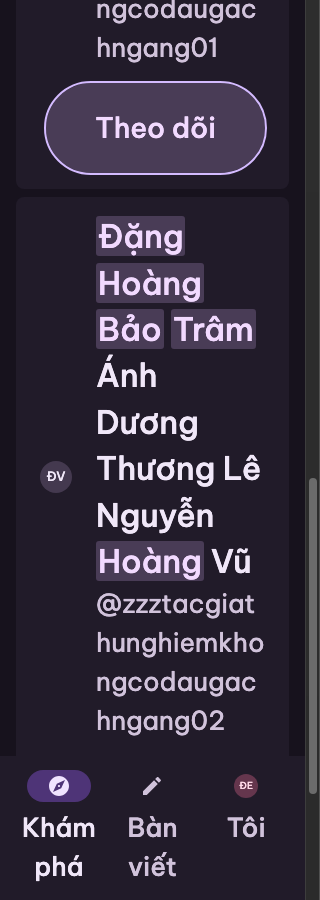 ngcodaugac
hngang01
Theo dõi
Đặng
Hoàng
Bảo Trâm
Ánh
Dương
Thương Lê
Nguyễn
Hoàng Vũ
ĐV
@zzztacgiat
hunghiemkho
ngcodaugac
hngang02
ĐE
Khám phá
Bàn viết
Tôi